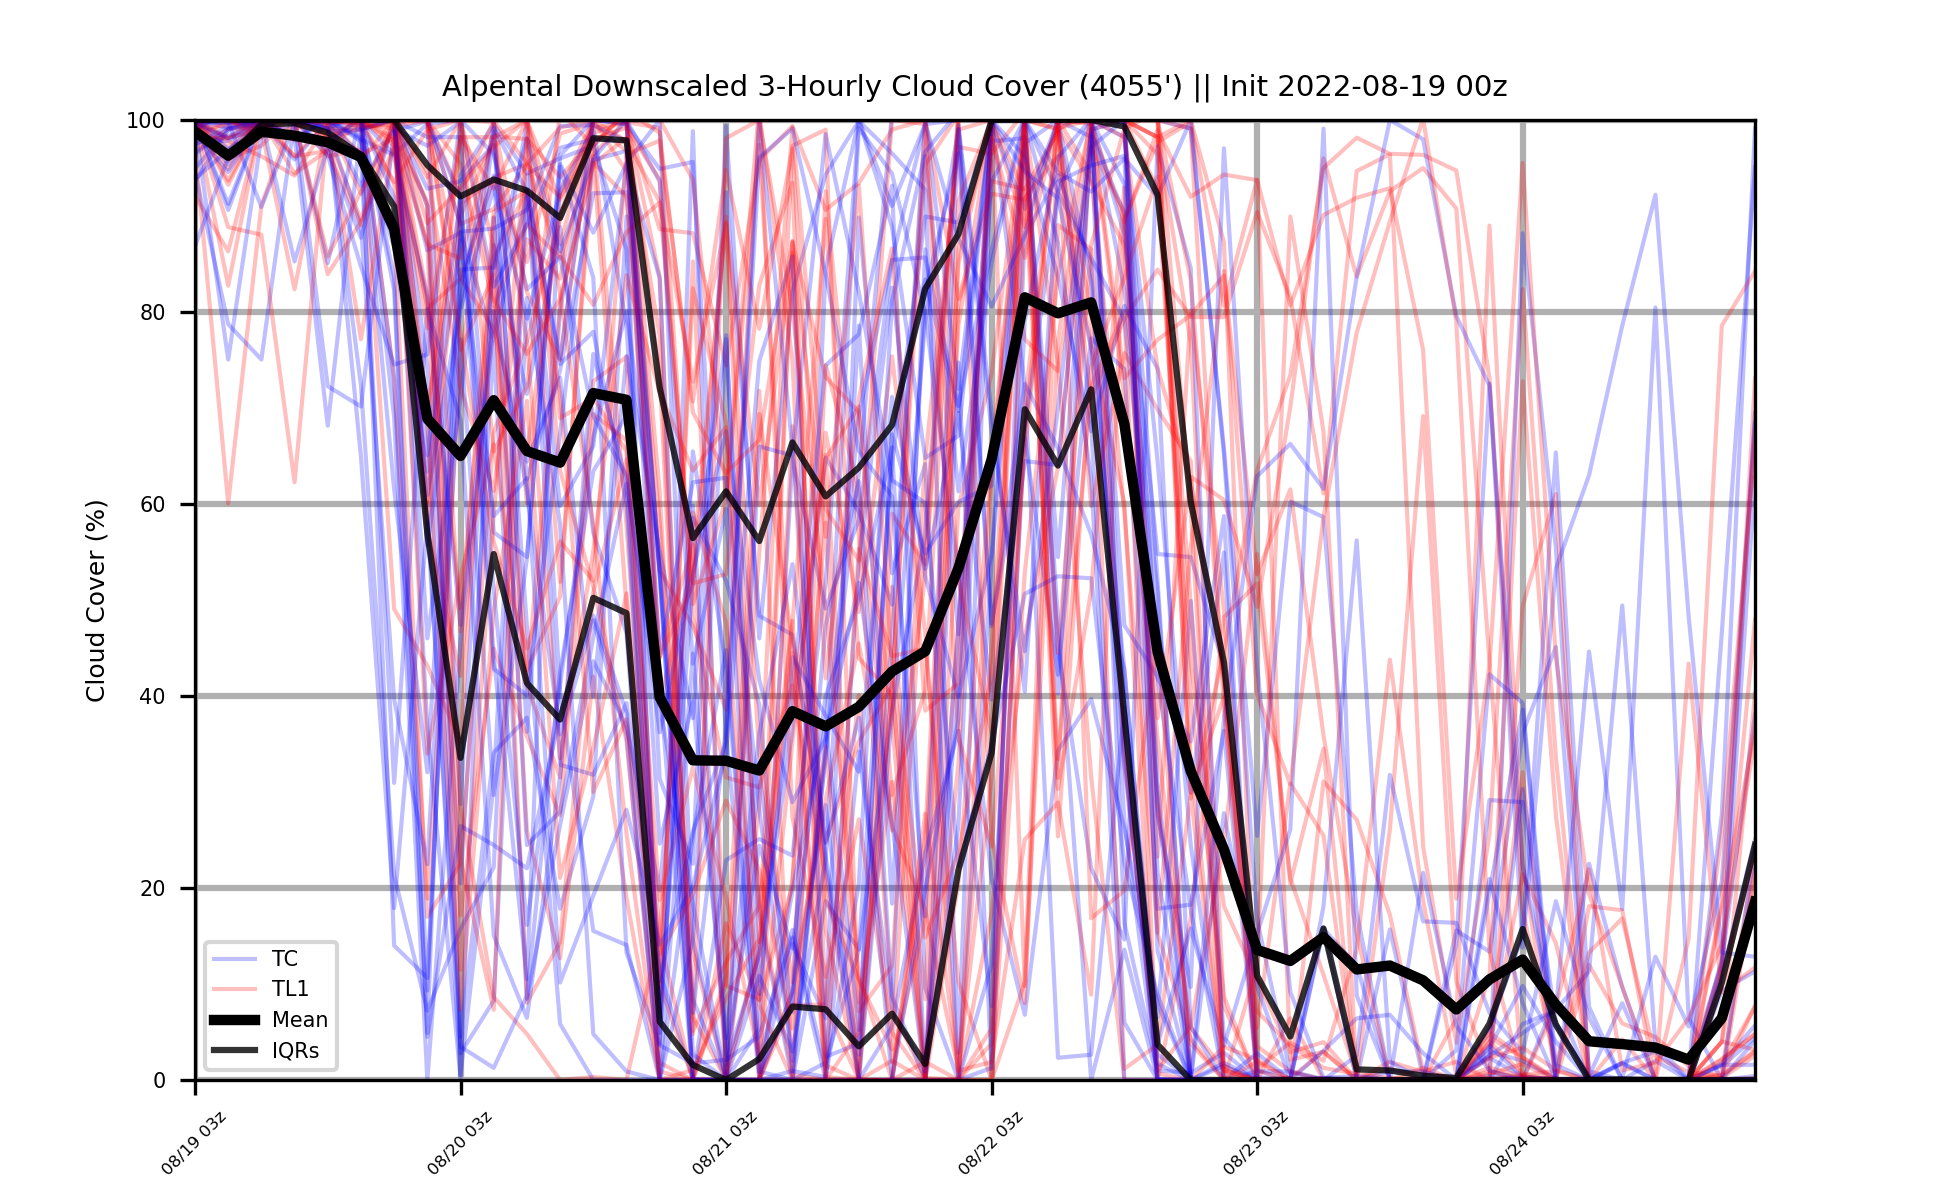 Alpental Downscaled 3-Hourly Cloud Cover (4055') || Init 2022-08-19 00z
Cloud Cover (%)
100
80
60
40
20
0
TC
TL1
Mean
IQRs
08/19 03z
08/20 03z
08/21 03z
08/22 03z
08/23 03z
08/24 03z